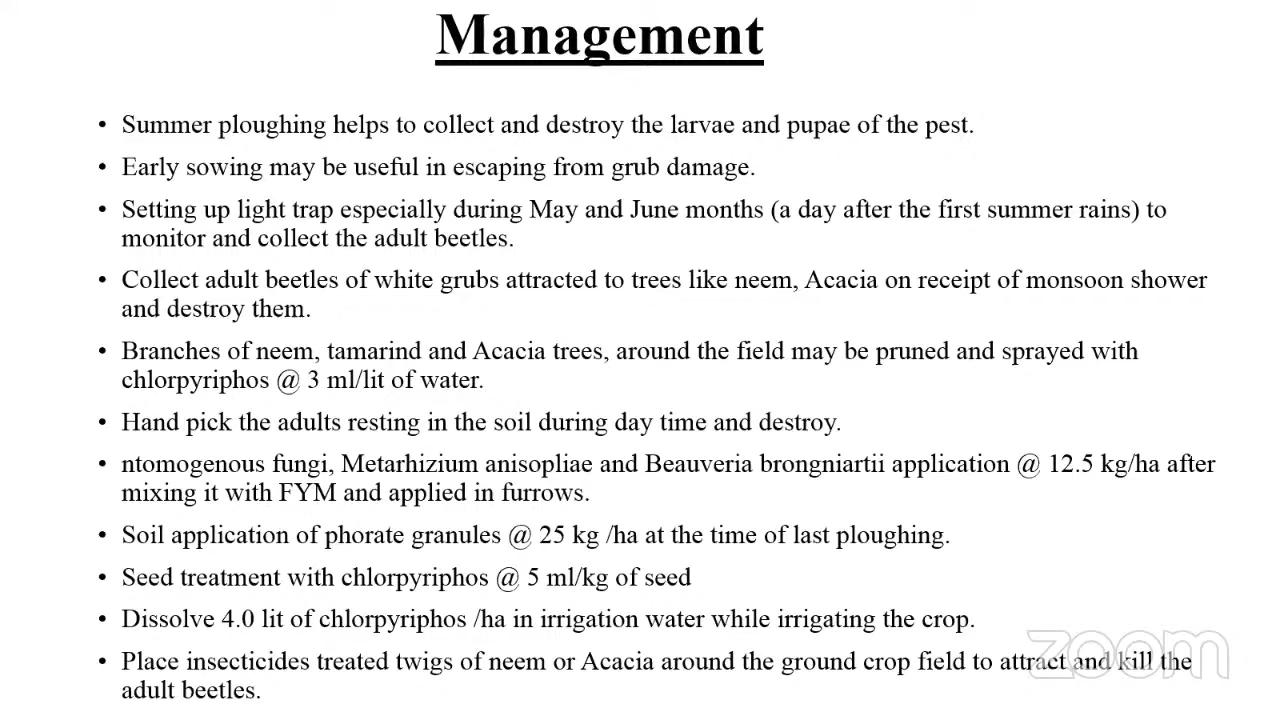 Management
• Summer ploughing helps to collect and destroy the larvae and pupae of the pest.
• Early sowing may be useful in escaping from grub damage.
• Setting up light trap especially during May and June months (a day after the first summer rains) to
monitor and collect the adult beetles.
• Collect adult beetles of white grubs attracted to trees like neem, Acacia on receipt of monsoon shower
and destroy them.
• Branches of neem, tamarind and Acacia trees, around the field may be pruned and sprayed with
chlorpyriphos @ 3 ml/lit of water.
• Hand pick the adults resting in the soil during day time and destroy.
• ntomogenous fungi, Metarhizium anisopliae and Beauveria brongniartii application @ 12.5 kg/ha after
mixing it with FYM and applied in furrows.
• Soil application of phorate granules @ 25 kg /ha at the time of last ploughing.
• Seed treatment with chlorpyriphos @ 5 ml/kg of seed
• Dissolve 4.0 lit of chlorpyriphos /ha in irrigation water while irrigating the crop.
• Place insecticides treated twigs of neem or Acacia around the ground crop field to attract and kill the
adult beetles.
zoom